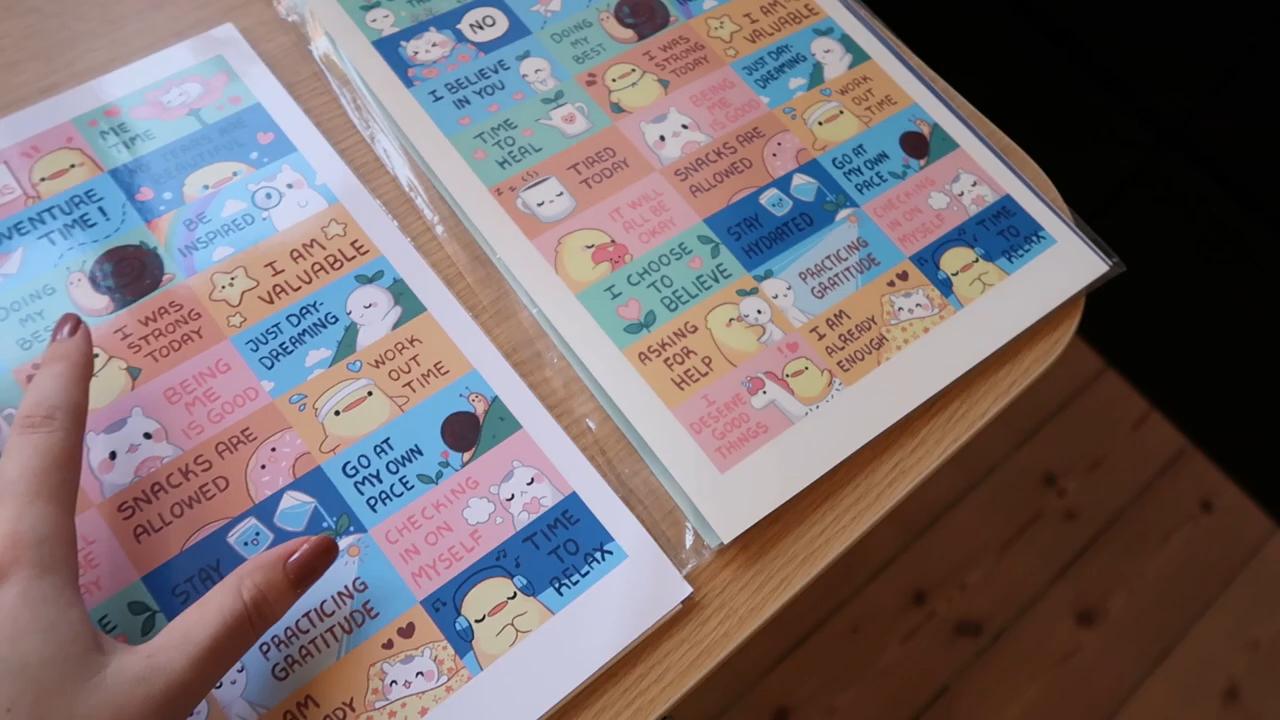 ME
TIME
VENTURE
TIME!
BE
INSPIRED
DOING
MY
I AM
VALUABLE
I WAS
STRONG
TODAY
JUST DAY-
DREAMING
BEING
ME
IS GOOD
WORK
OUT
TIME
SNACKS ARE
ALLOWED
GO AT
MY OWN
PACE
STAY
CHECKING
IN ON
MYSELF
PRACTICING
GRATITUDE
TIME
TO
RELAX
AM
NO
I BELIEVE
IN YOU
DOING
MY
BEST
I AM
VALUABLE
I WAS
STRONG
TODAY
JUST DAY-
DREAMING
TIME
TO
HEAL
BEING
ME
IS GOOD
WORK
OUT
TIME
Z Z Z
TIRED
TODAY
SNACKS ARE
ALLOWED
GO AT
MY OWN
PACE
IT WILL
ALL BE
OKAY
STAY
HYDRATED
CHECKING
IN ON
MYSELF
I CHOOSE
TO
BELIEVE
PRACTICING
GRATITUDE
TIME
TO
RELAX
ASKING
FOR
HELP
I AM
ALREADY
ENOUGH
I
DESERVE
GOOD
THINGS